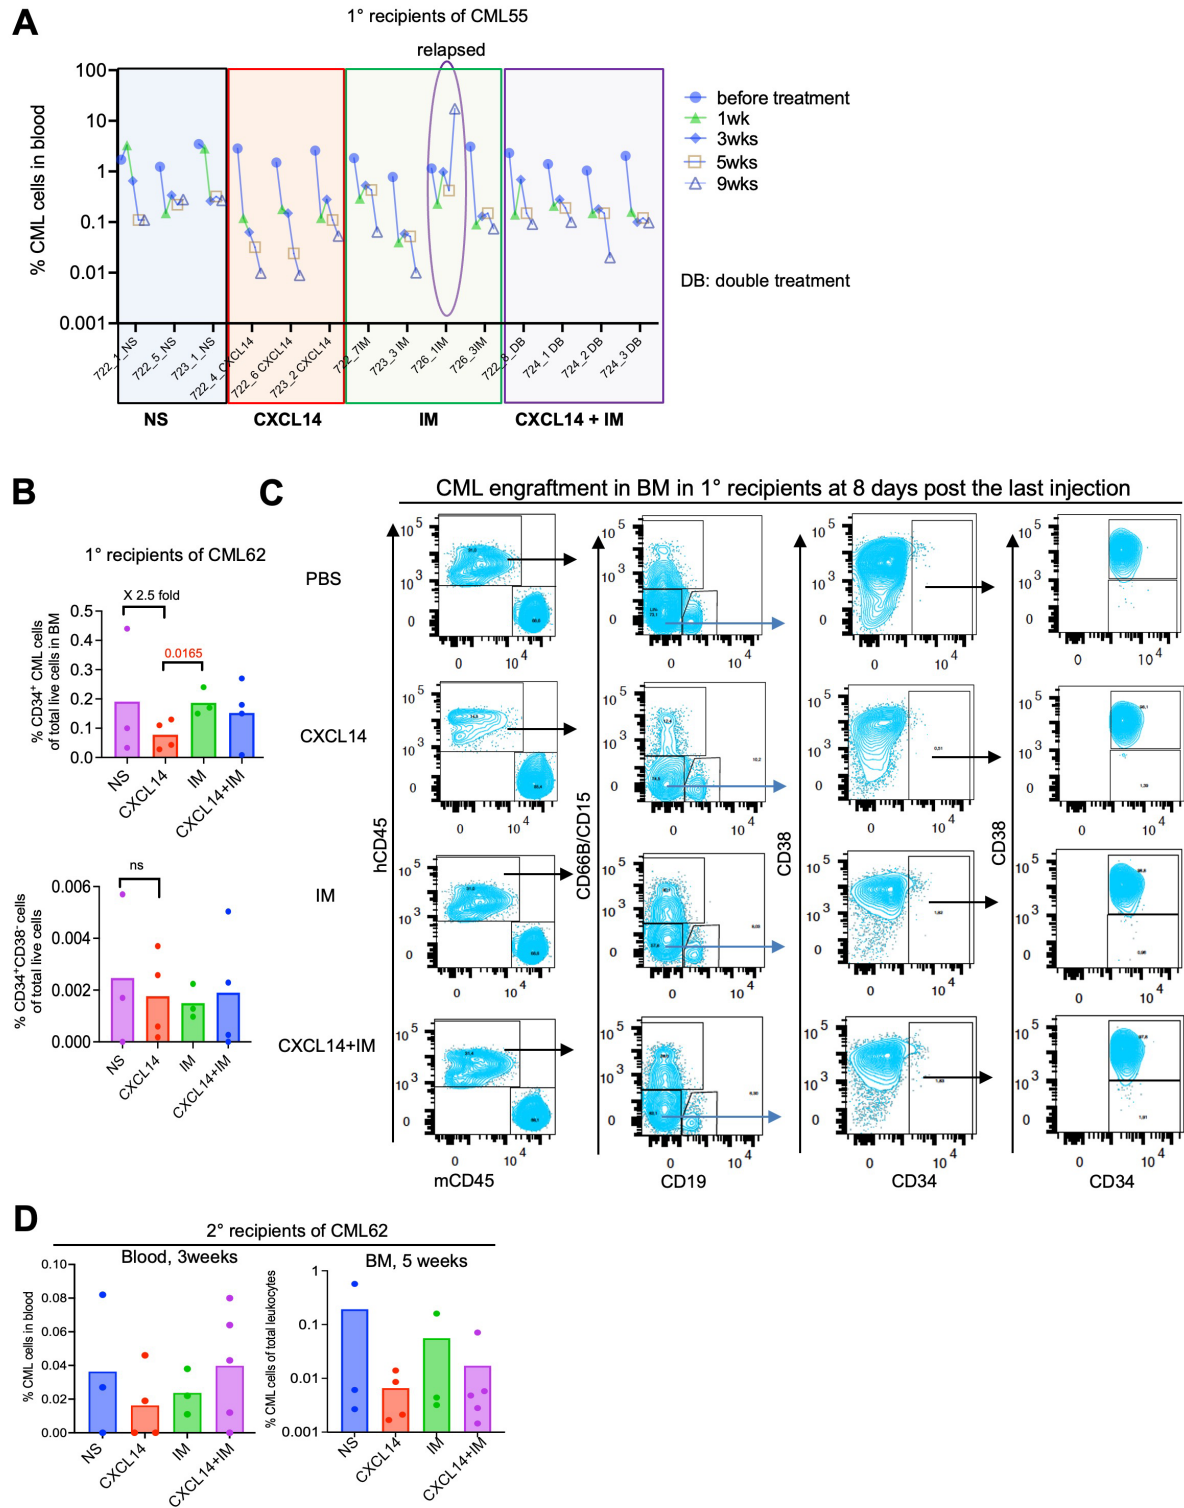 A
1° recipients of CML55
relapsed
% CML cells in blood
100
10
1
0.1
0.01
0.001
before treatment
1wk
3wks
5wks
9wks
DB: double treatment
722_1_NS
722_5_NS
723_1_NS
722_4_CXCL14
722_6 CXCL14
723_2 CXCL14
722_7IM
723_3 IM
726_1IM
726_3IM
722_8_DB
724_1 DB
724_2 DB
724_3 DB
NS
CXCL14
IM
CXCL14 + IM
B
1° recipients of CML62
X 2.5 fold
0.0165
% CD34⁺ CML cells
of total live cells in BM
0.5
0.4
0.3
0.2
0.1
0.0
NS
CXCL14
IM
CXCL14+IM
ns
% CD34⁺CD38⁻ cells
of total live cells
0.006
0.004
0.002
0.000
NS
CXCL14
IM
CXCL14+IM
C
CML engraftment in BM in 1° recipients at 8 days post the last injection
PBS
CXCL14
IM
CXCL14+IM
hCD45
CD66B/CD15
CD38
CD38
10⁵
10³
0
0
10⁴
mCD45
CD19
CD34
CD34
D
2° recipients of CML62
Blood, 3weeks
% CML cells in blood
0.10
0.08
0.06
0.04
0.02
0.00
NS
CXCL14
IM
CXCL14+IM
BM, 5 weeks
% CML cells of total leukocytes
1
0.1
0.01
0.001
NS
CXCL14
IM
CXCL14+IM